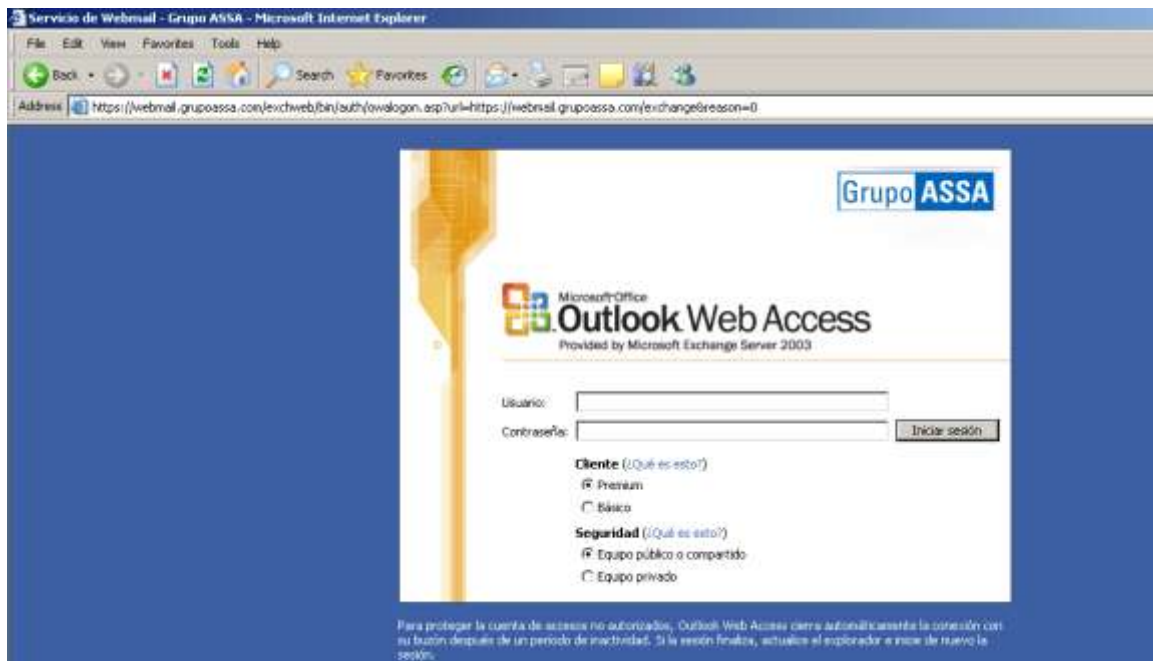 Servicio de Webmail - Grupo ASSA - Microsoft Internet Explorer
File Edit View Favorites Tools Help
Back Search Favorites
Address https://webmail.grupoassa.com/exchweb/bin/auth/owalogon.asp?url=https://webmail.grupoassa.com/exchange&reason=0
Grupo ASSA
Microsoft Office
Outlook Web Access
Provided by Microsoft Exchange Server 2003
Usuario:
Contraseña: Iniciar sesión
Cliente (¿Qué es esto?)
Premium
Básico
Seguridad (¿Qué es esto?)
Equipo público o compartido
Equipo privado
Para proteger la cuenta de accesos no autorizados, Outlook Web Access cierra automáticamente la conexión con
su buzón después de un periodo de inactividad. Si la sesión finaliza, actualice el explorador e inicie de nuevo la
sesión.